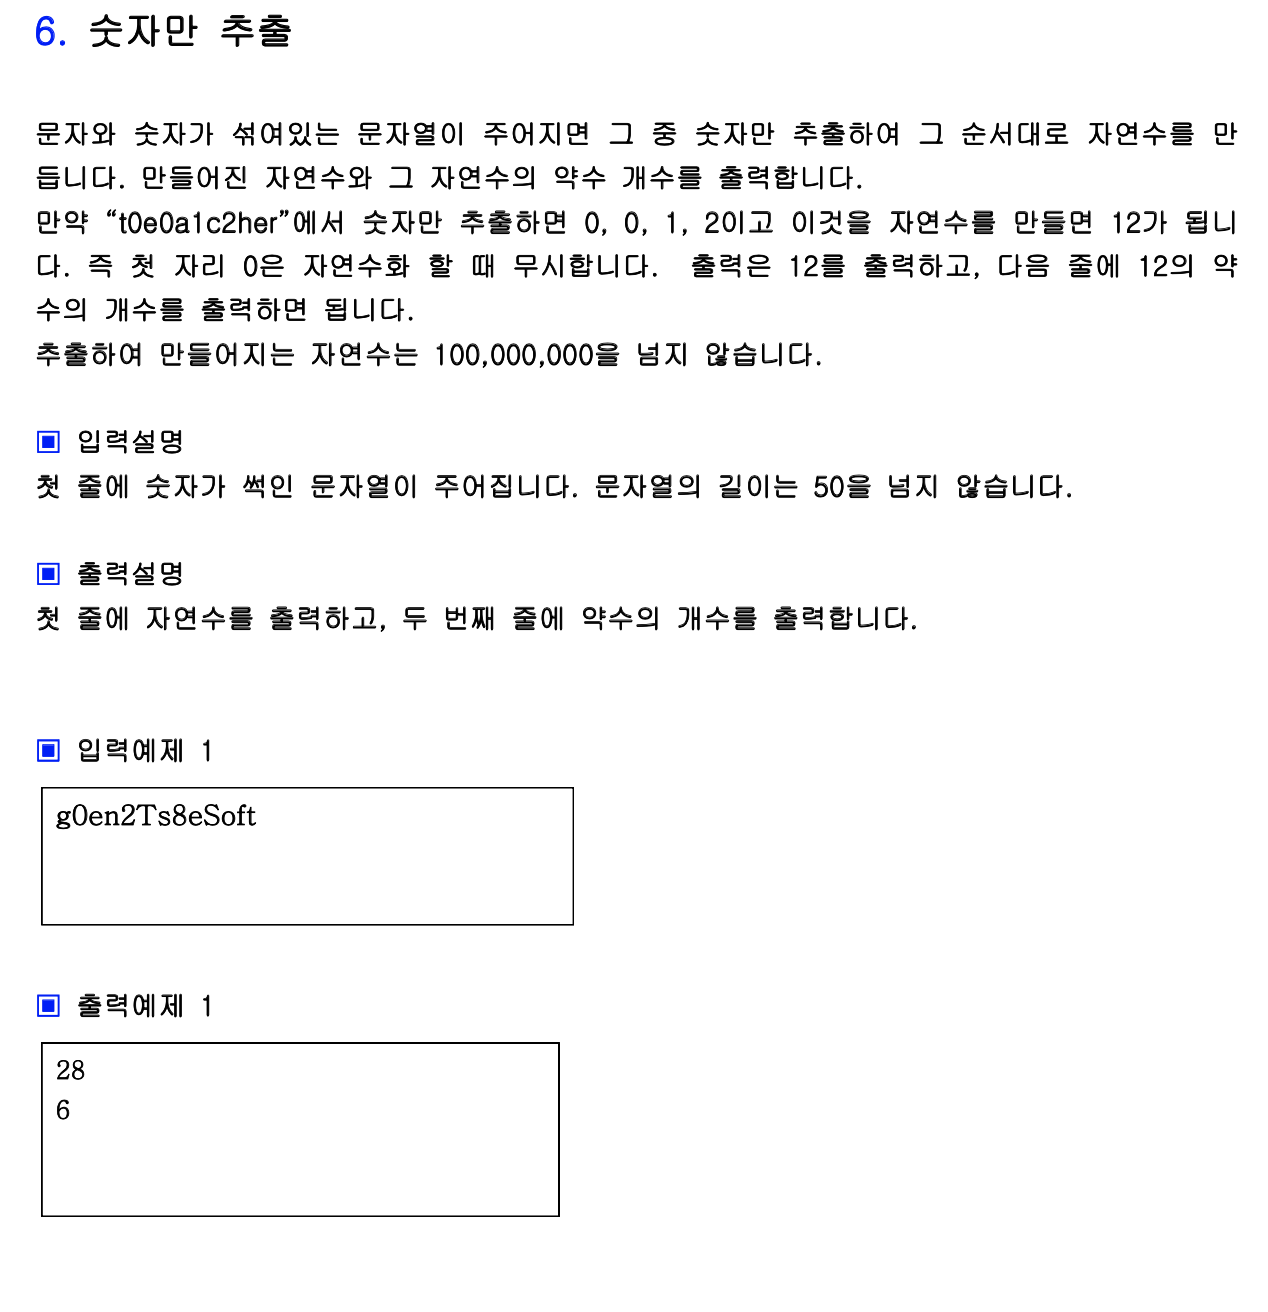 6. 숫자만 추출
문자와 숫자가 섞여있는 문자열이 주어지면 그 중 숫자만 추출하여 그 순서대로 자연수를 만
듭니다. 만들어진 자연수와 그 자연수의 약수 개수를 출력합니다.
만약 “t0e0a1c2her”에서 숫자만 추출하면 0, 0, 1, 2이고 이것을 자연수를 만들면 12가 됩니
다. 즉 첫 자리 0은 자연수화 할 때 무시합니다. 출력은 12를 출력하고, 다음 줄에 12의 약
수의 개수를 출력하면 됩니다.
추출하여 만들어지는 자연수는 100,000,000을 넘지 않습니다.
▣ 입력설명
첫 줄에 숫자가 썩인 문자열이 주어집니다. 문자열의 길이는 50을 넘지 않습니다.
▣ 출력설명
첫 줄에 자연수를 출력하고, 두 번째 줄에 약수의 개수를 출력합니다.
▣ 입력예제 1
g0en2Ts8eSoft
▣ 출력예제 1
28
6